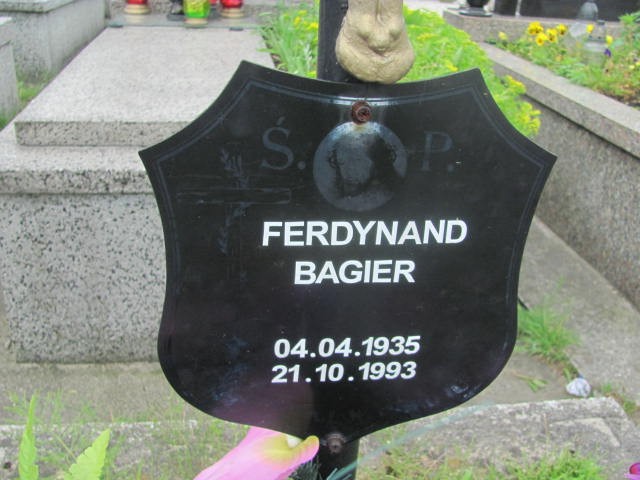 Ś. P.
FERDYNAND
BAGIER
04.04.1935
21.10.1993